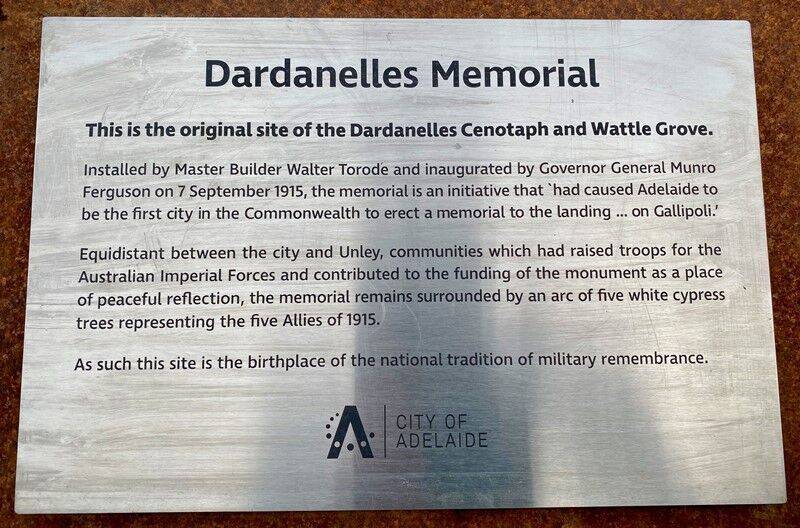 Dardanelles Memorial
This is the original site of the Dardanelles Cenotaph and Wattle Grove.
Installed by Master Builder Walter Torode and inaugurated by Governor General Munro
Ferguson on 7 September 1915, the memorial is an initiative that `had caused Adelaide to
be the first city in the Commonwealth to erect a memorial to the landing ... on Gallipoli.'
Equidistant between the city and Unley, communities which had raised troops for the
Australian Imperial Forces and contributed to the funding of the monument as a place
of peaceful reflection, the memorial remains surrounded by an arc of five white cypress
trees representing the five Allies of 1915.
As such this site is the birthplace of the national tradition of military remembrance.
CITY OF
ADELAIDE